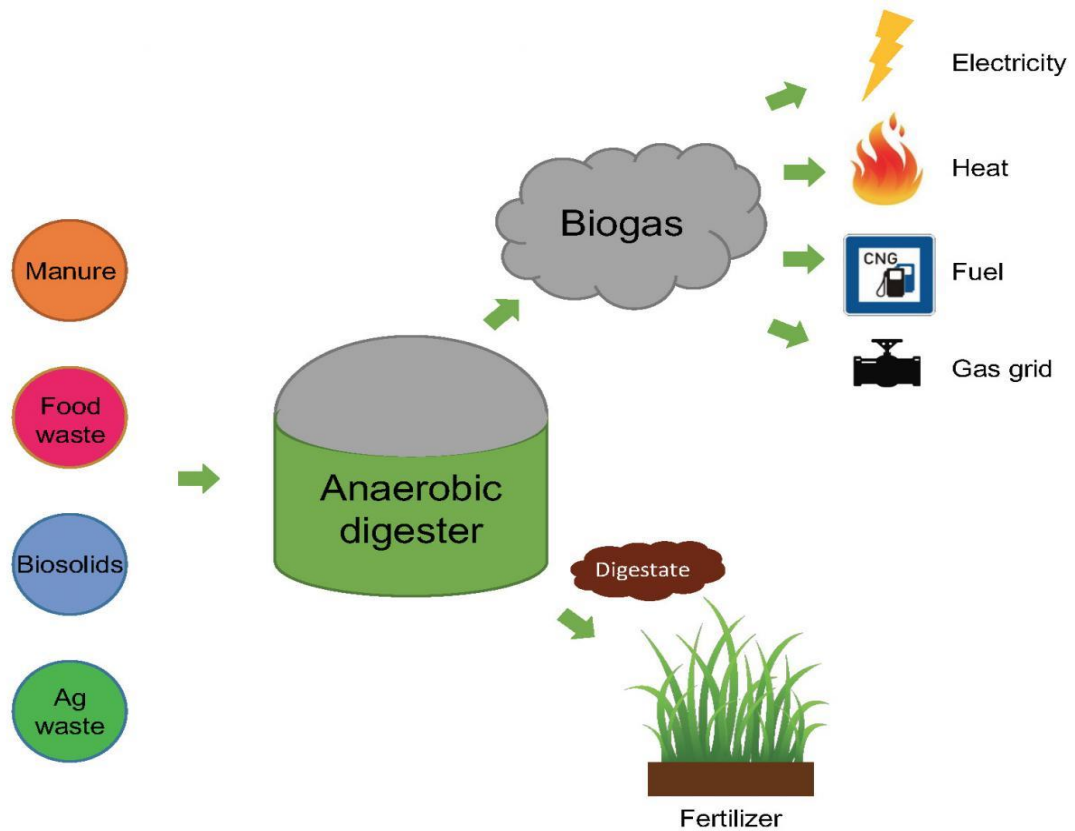 Manure
Food
waste
Biosolids
Ag
waste
Anaerobic
digester
Biogas
Digestate
Fertilizer
Electricity
Heat
CNG
Fuel
Gas grid